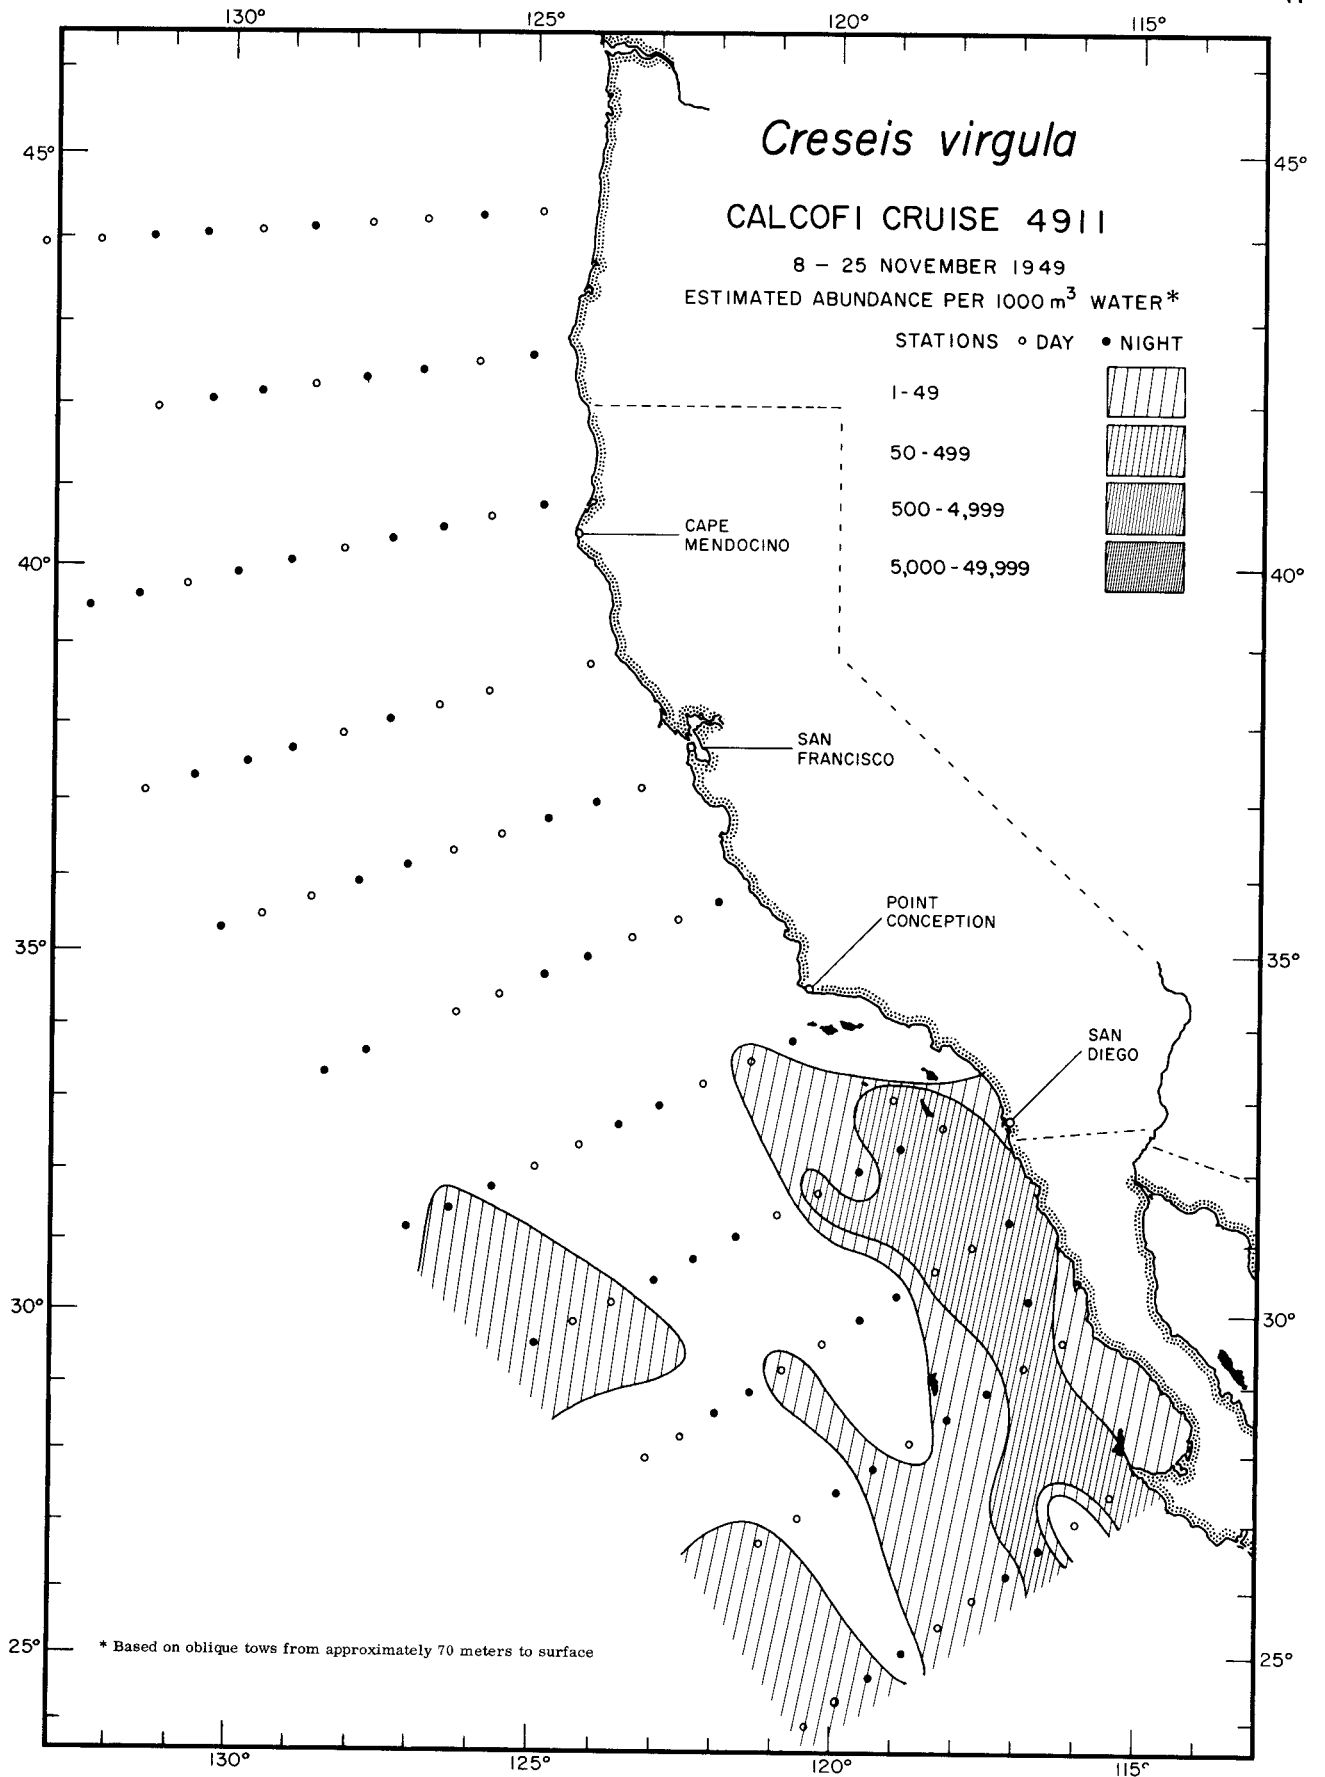 130°
125°
120°
115°
45°
45°
Creseis virgula
CALCOFI CRUISE 4911
8 – 25 NOVEMBER 1949
ESTIMATED ABUNDANCE PER 1000 m³ WATER*
STATIONS ○ DAY ● NIGHT
1-49
50-499
500-4,999
5,000-49,999
CAPE
MENDOCINO
40°
40°
SAN
FRANCISCO
POINT
CONCEPTION
35°
35°
SAN
DIEGO
30°
30°
25°
25°
* Based on oblique tows from approximately 70 meters to surface
130°
125°
120°
115°